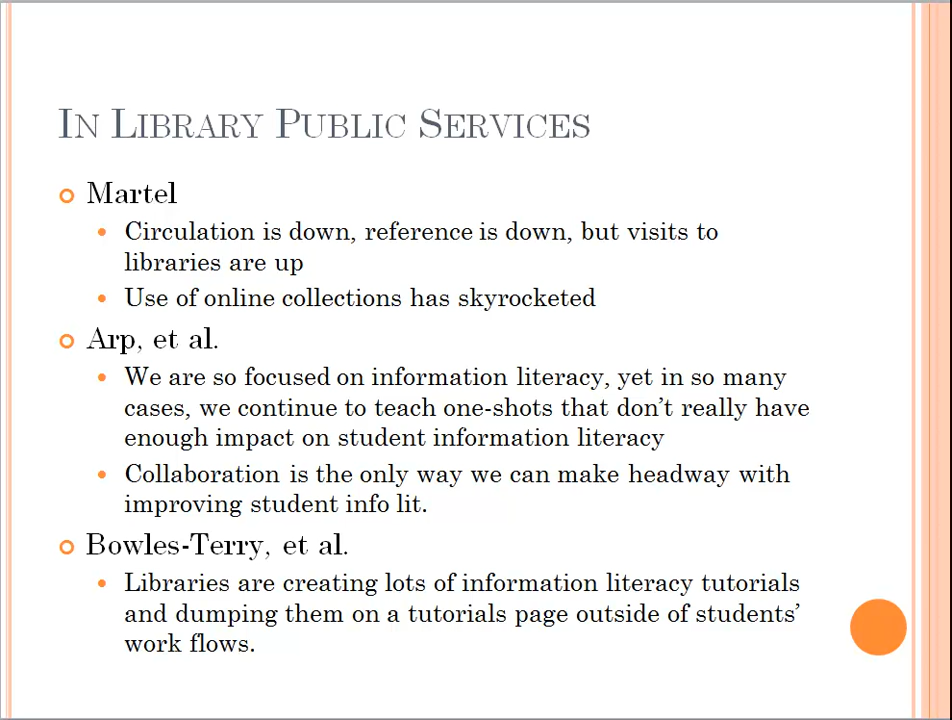 In Library Public Services
Martel
Circulation is down, reference is down, but visits to
libraries are up
Use of online collections has skyrocketed
Arp, et al.
We are so focused on information literacy, yet in so many
cases, we continue to teach one-shots that don't really have
enough impact on student information literacy
Collaboration is the only way we can make headway with
improving student info lit.
Bowles-Terry, et al.
Libraries are creating lots of information literacy tutorials
and dumping them on a tutorials page outside of students'
work flows.